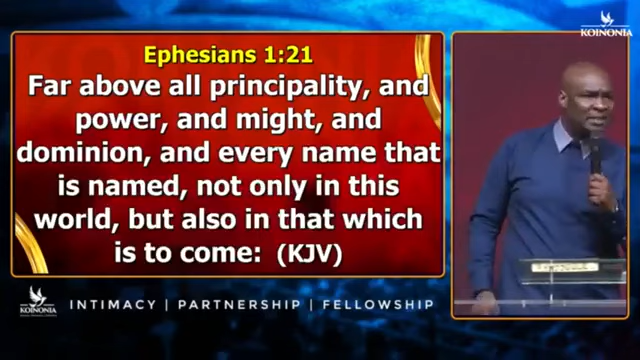 Ephesians 1:21
Far above all principality, and
power, and might, and
dominion, and every name that
is named, not only in this
world, but also in that which
is to come: (KJV)
KOINONIA
KOINONIA
INTIMACY | PARTNERSHIP | FELLOWSHIP